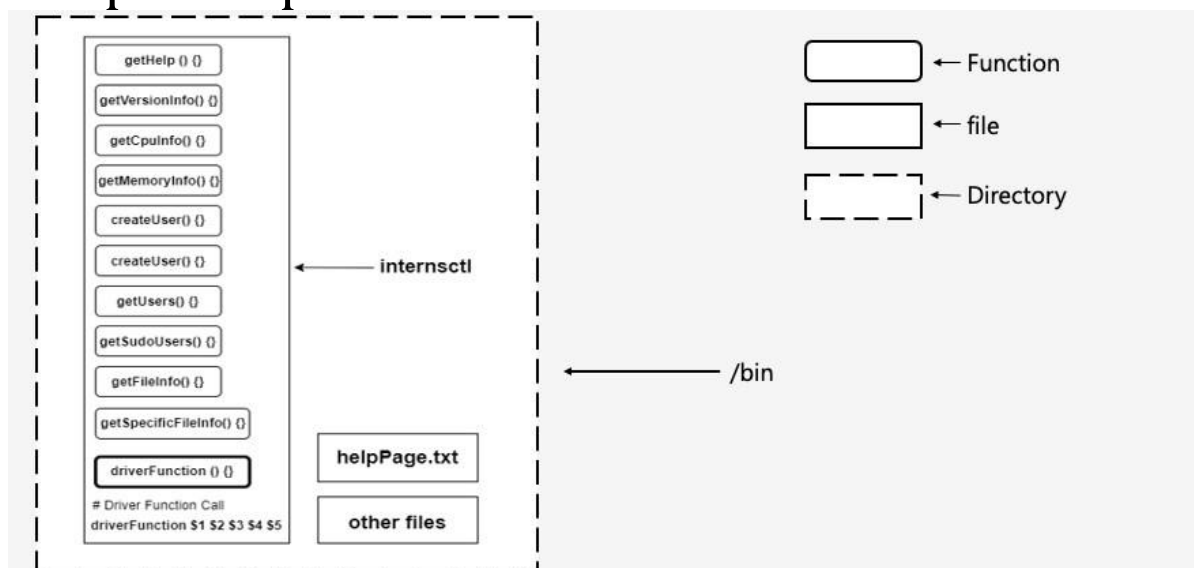 getHelp () {}
getVersionInfo() {}
getCpuInfo() {}
getMemoryInfo() {}
createUser() {}
createUser() {}
getUsers() {}
getSudoUsers() {}
getFileInfo() {}
getSpecificFileInfo() {}
driverFunction () {}
# Driver Function Call
driverFunction $1 $2 $3 $4 $5
internsctl
helpPage.txt
other files
/bin
Function
file
Directory